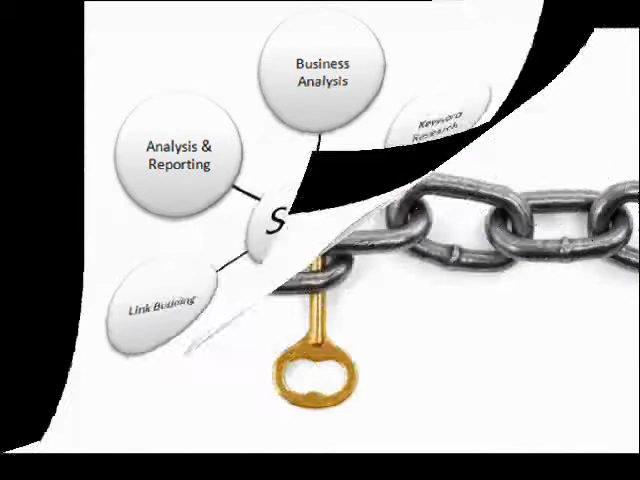 Business
Analysis
Keyword
Research
Analysis &
Reporting
S
Link Building